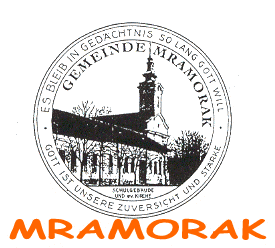 ES BLEIB IN GEDÄCHTNIS SO LANG GOTT WILL
GEMEINDE MRAMORAK
SCHULGEBÄUDE
UND ev. KIRCHE
GOTT IST UNSERE ZUVERSICHT UND STÄRKE
MRAMORAK